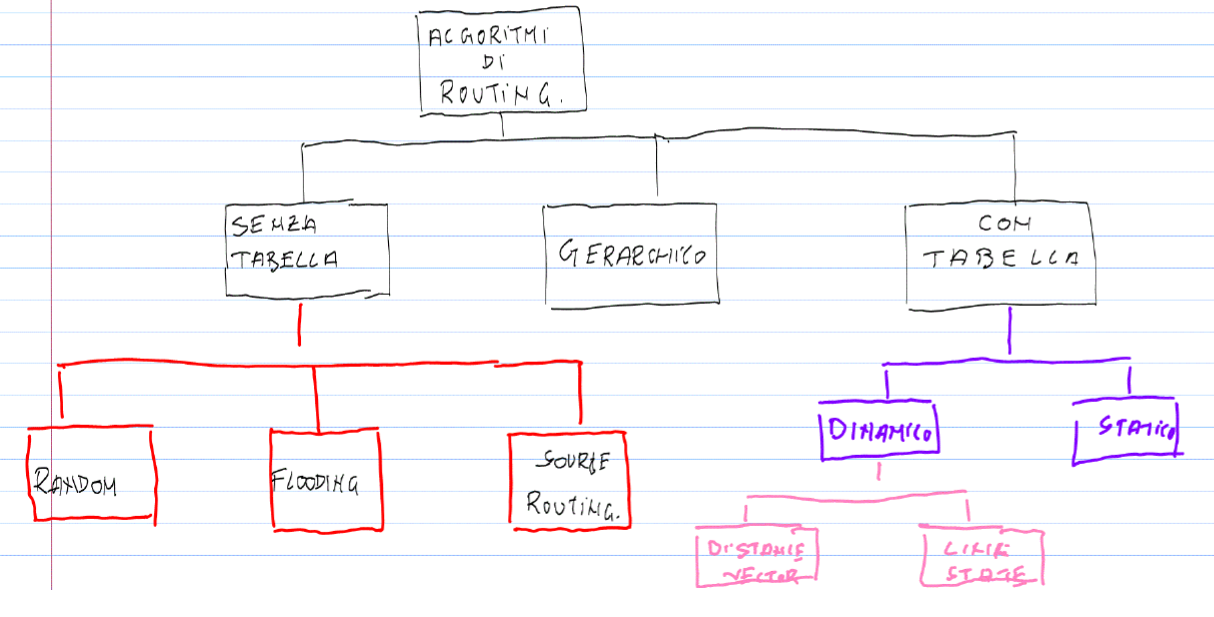 ALGORITMI
DI
ROUTING.
SENZA
TABELLA
GERARCHICO
CON
TABELLA
DINAMICO
STATICO
RANDOM
FLOODING
SOURCE
ROUTING.
DISTANCE
VECTOR
LINK
STATE